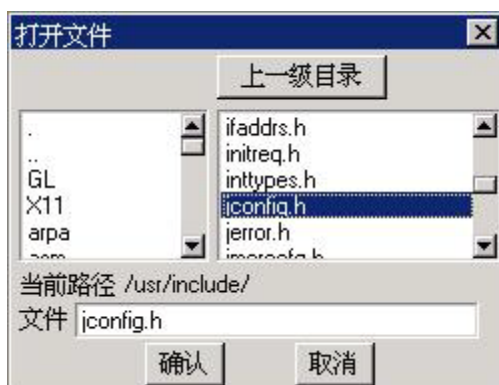 打开文件
上一级目录
.
..
GL
X11
arpa
ifaddrs.h
initreq.h
inttypes.h
jconfig.h
jerror.h
当前路径 /usr/include/
文件 jconfig.h
确认 取消